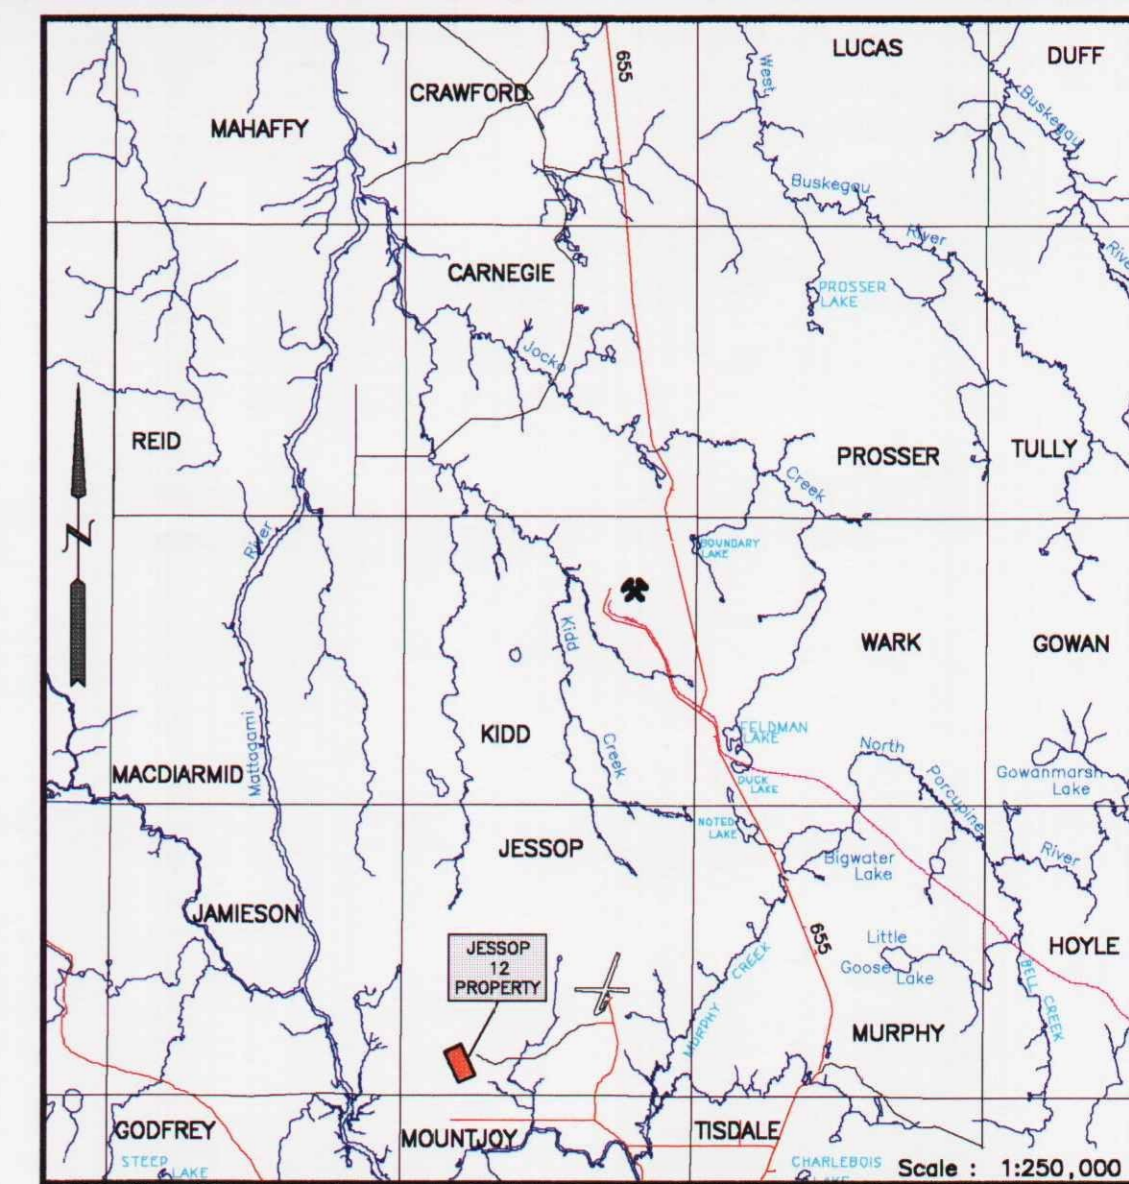 LUCAS
DUFF
655
West
CRAWFORD
MAHAFFY
Buskegau
Buskegau
River
River
CARNEGIE
PROSSER
LAKE
Jocko
REID
PROSSER
TULLY
Creek
N
River
BOUNDARY
LAKE
Kidd
WARK
GOWAN
Mattagami
KIDD
FELDMAN
LAKE
Creek
North
MACDIARMID
Gowanmarsh
Lake
DUCK
LAKE
Porcupine
NOTED
LAKE
JESSOP
Bigwater
Lake
River
JAMIESON
655
Little
Goose Lake
HOYLE
JESSOP
12
PROPERTY
MURPHY CREEK
BELL CREEK
MURPHY
GODFREY
MOUNTJOY
TISDALE
STEEP
LAKE
CHARLEBOIS
LAKE
Scale : 1:250,000